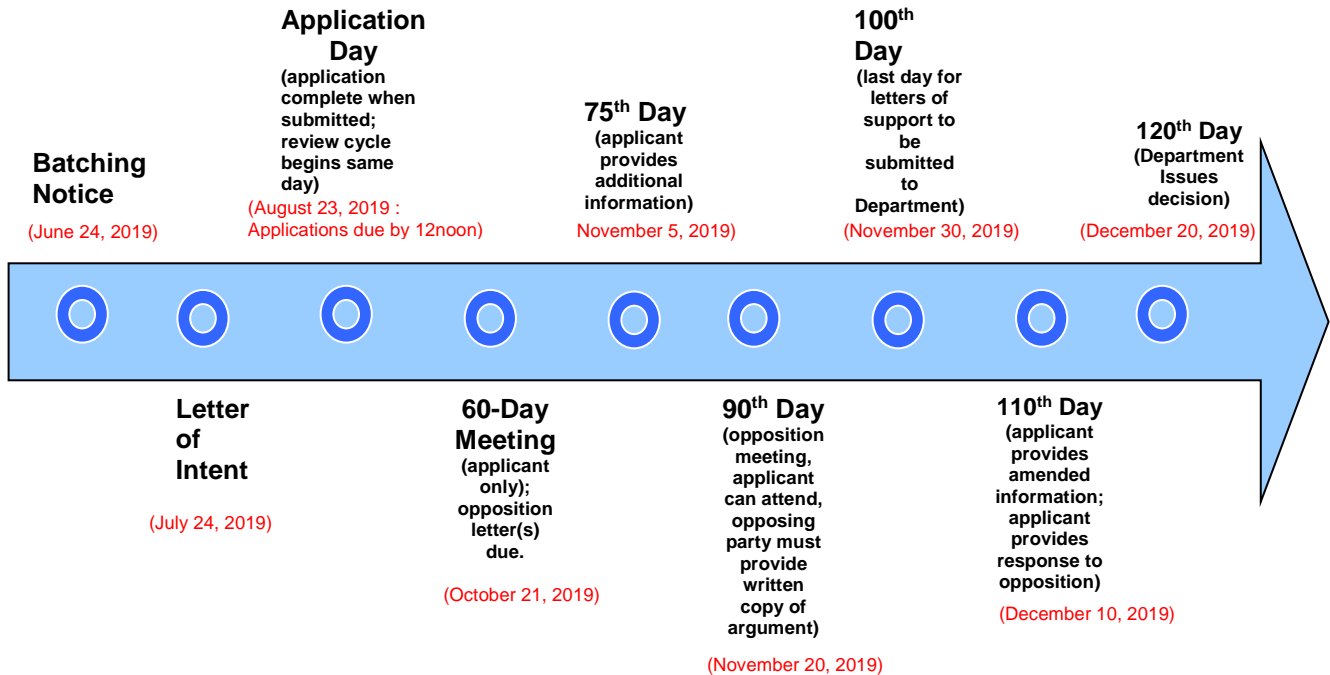 Batching
Notice
(June 24, 2019)
Letter
of
Intent
(July 24, 2019)
Application
Day
(application
complete when
submitted;
review cycle
begins same
day)
(August 23, 2019 :
Applications due by 12noon)
60-Day
Meeting
(applicant
only);
opposition
letter(s)
due.
(October 21, 2019)
75th Day
(applicant
provides
additional
information)
November 5, 2019)
90th Day
(opposition
meeting,
applicant
can attend,
opposing
party must
provide
written
copy of
argument)
(November 20, 2019)
100th
Day
(last day for
letters of
support to
be
submitted
to
Department)
(November 30, 2019)
110th Day
(applicant
provides
amended
information;
applicant
provides
response to
opposition)
(December 10, 2019)
120th Day
(Department
Issues
decision)
(December 20, 2019)